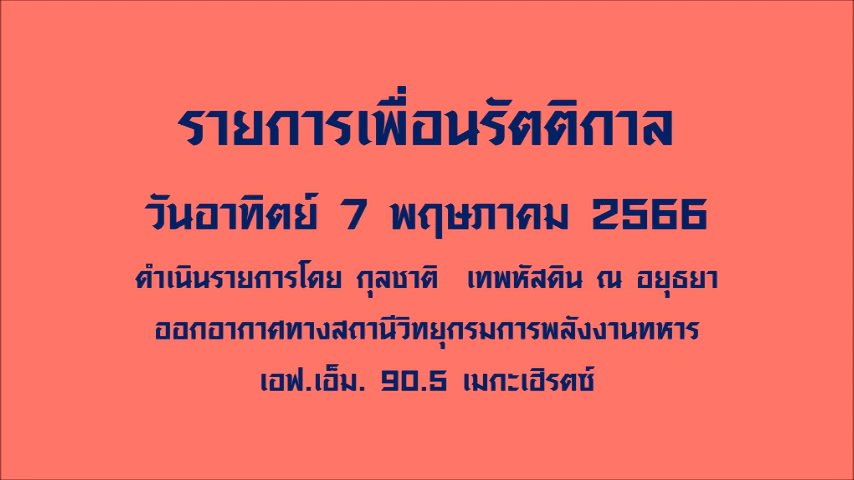 รายการเพื่อนรัตติกาล
วันอาทิตย์ 7 พฤษภาคม 2566
ดำเนินรายการโดย กุลชาติ เทพหัสดิน ณ อยุธยา
ออกอากาศทางสถานีวิทยุกรมการพลังงานทหาร
เอฟ.เอ็ม. 90.5 เมกะเฮิรตซ์